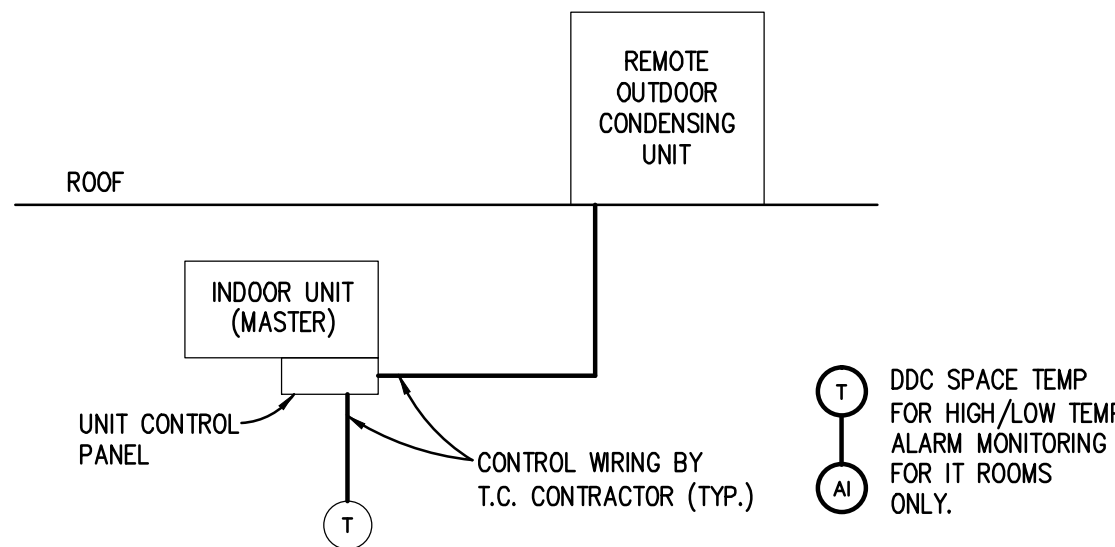 REMOTE
OUTDOOR
CONDENSING
UNIT
ROOF
INDOOR UNIT
(MASTER)
UNIT CONTROL
PANEL
CONTROL WIRING BY
T.C. CONTRACTOR (TYP.)
T
T
AI
DDC SPACE TEMP
FOR HIGH/LOW TEMP
ALARM MONITORING
FOR IT ROOMS
ONLY.